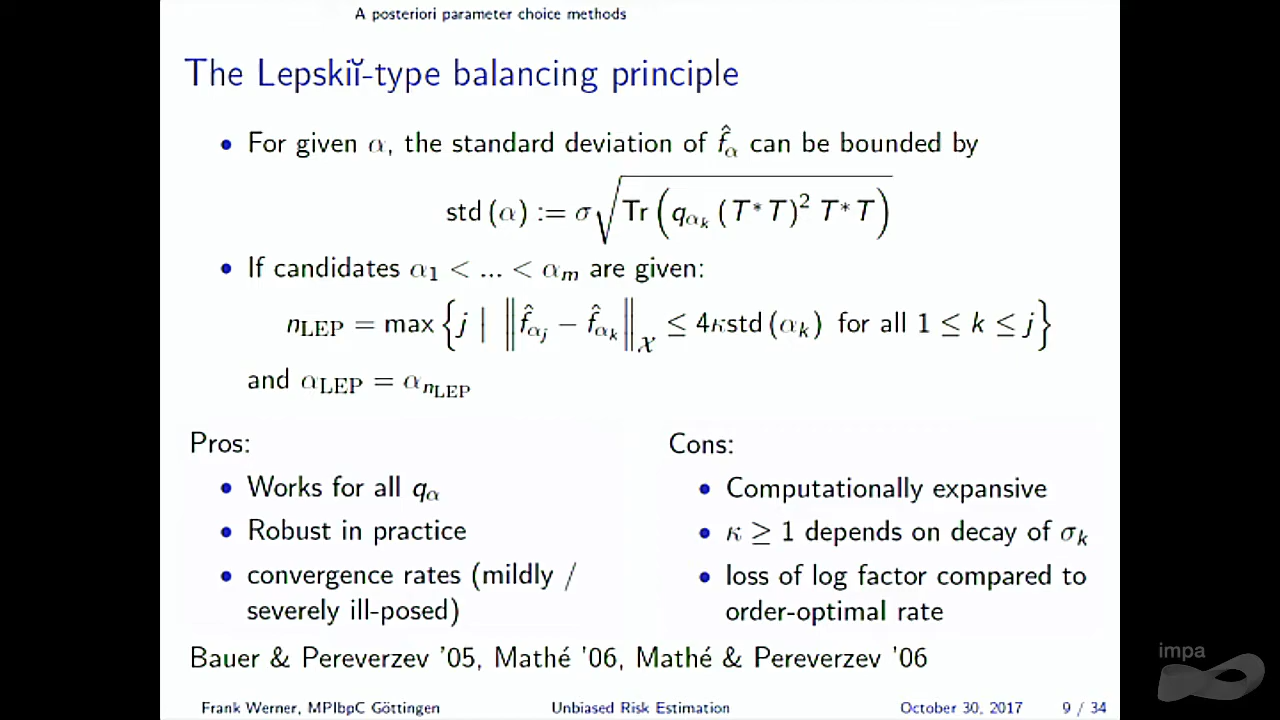 A posteriori parameter choice methods
The Lepskiĭ-type balancing principle
• For given α, the standard deviation of f̂_α can be bounded by
std (α) := σ√Tr (q_{α_k} (T*T)² T*T)
• If candidates α₁ < ... < α_m are given:
n_LEP = max {j | ‖f̂_{α_j} − f̂_{α_k}‖_𝒳 ≤ 4κstd (α_k) for all 1 ≤ k ≤ j}
and α_LEP = α_{n_LEP}
Pros:
• Works for all q_α
• Robust in practice
• convergence rates (mildly /
severely ill-posed)
Cons:
• Computationally expansive
• κ ≥ 1 depends on decay of σ_k
• loss of log factor compared to
order-optimal rate
Bauer & Pereverzev '05, Mathé '06, Mathé & Pereverzev '06
impa
Frank Werner, MPIbpC Göttingen Unbiased Risk Estimation October 30, 2017 9 / 34